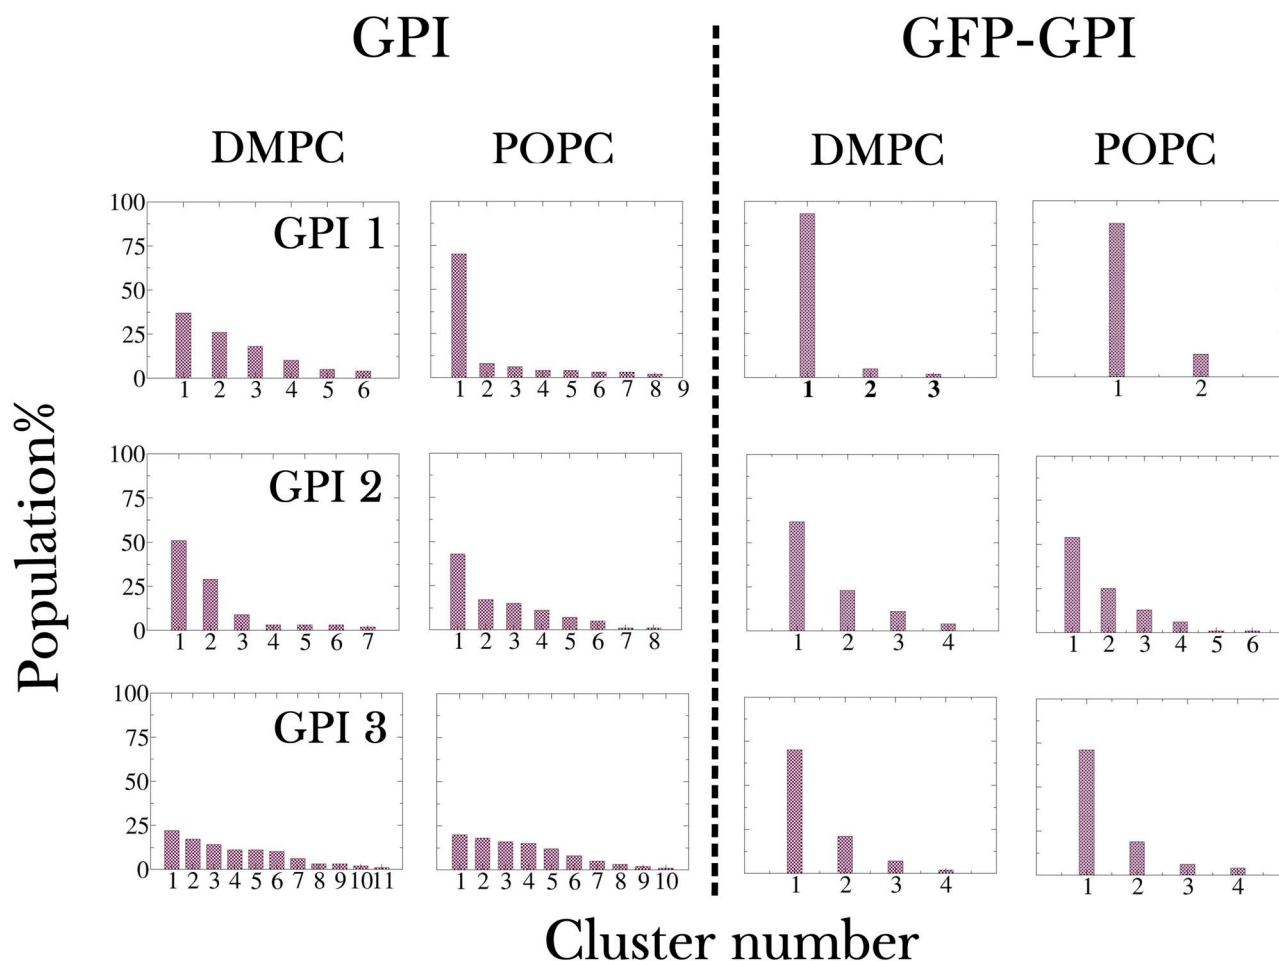 GPI GFP-GPI
DMPC POPC DMPC POPC
Population%
100
75
50
25
0
GPI 1
1 2 3 4 5 6
1 2 3 4 5 6 7 8 9
1 2 3
1 2
100
75
50
25
0
GPI 2
1 2 3 4 5 6 7
1 2 3 4 5 6 7 8
1 2 3 4
1 2 3 4 5 6
100
75
50
25
0
GPI 3
1 2 3 4 5 6 7 8 9 10 11
1 2 3 4 5 6 7 8 9 10
1 2 3 4
1 2 3 4
Cluster number